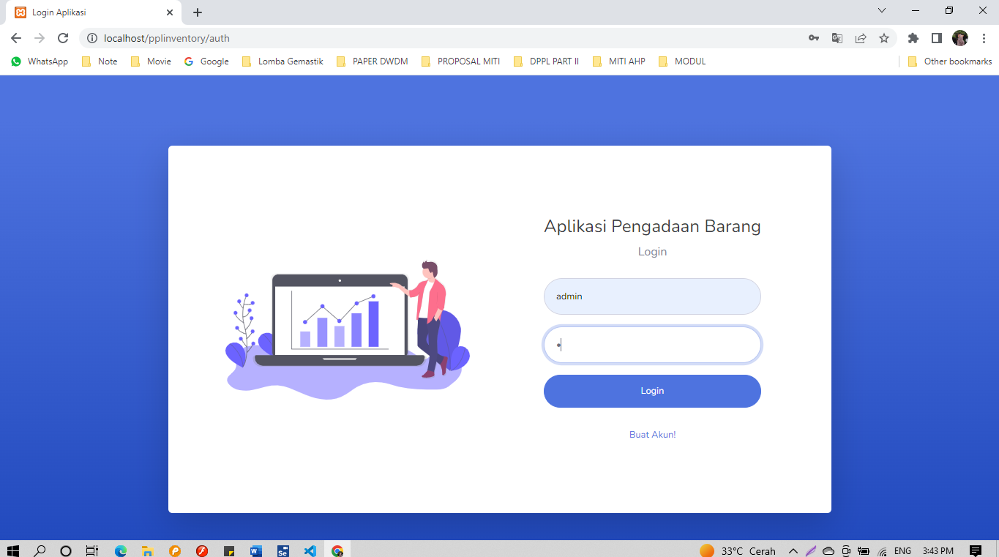 Login Aplikasi
localhost/pplinventory/auth
WhatsApp Note Movie Google Lomba Gemastik PAPER DWDM PROPOSAL MITI DPPL PART II MITI AHP MODUL Other bookmarks
Aplikasi Pengadaan Barang
Login
admin
Login
Buat Akun!
33°C Cerah ENG 3:43 PM